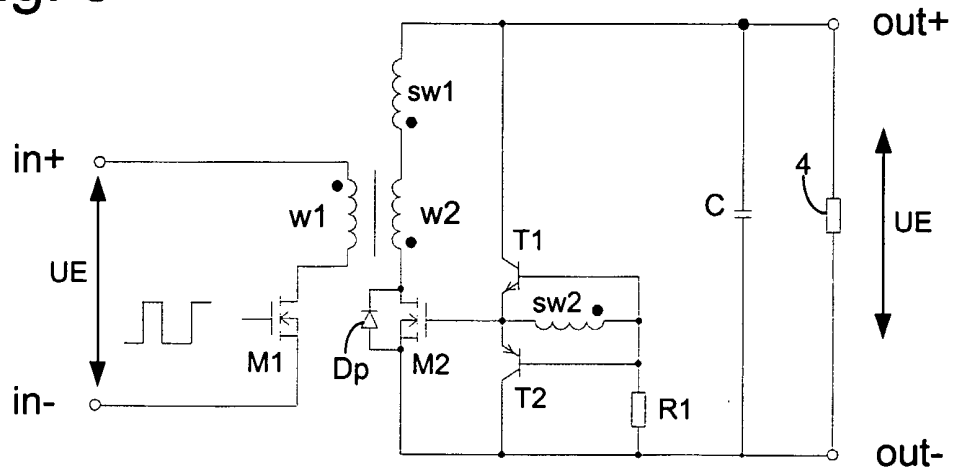 out+
sw1
in+
4
w1
w2
C
UE
T1
UE
sw2
M1
Dp
M2
T2
R1
in-
out-